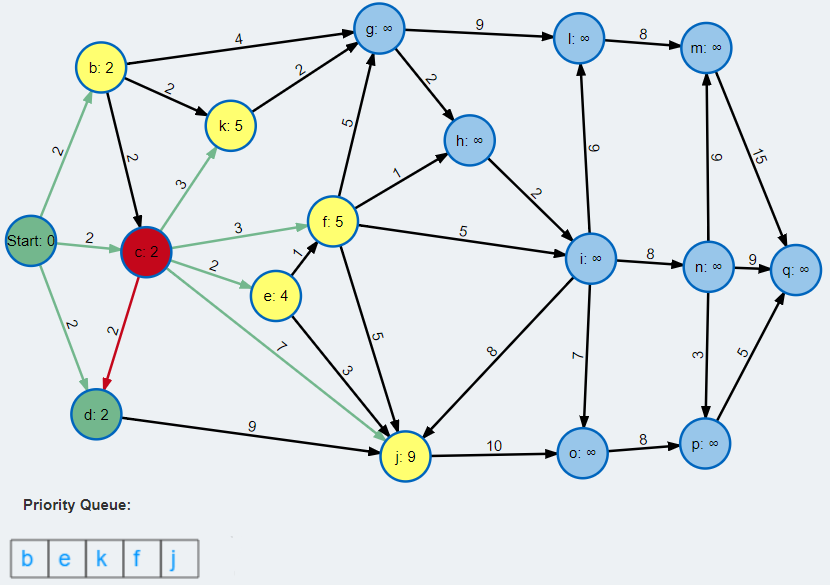 4
9
8
g: ∞
l: ∞
m: ∞
b: 2
2
2
2
k: 5
h: ∞
2
15
2
5
1
2
9
9
3
Start: 0
2
c: 2
3
f: 5
5
i: ∞
8
n: ∞
9
q: ∞
2
e: 4
1
2
2
7
5
3
8
7
3
5
d: 2
9
j: 9
10
o: ∞
8
p: ∞
Priority Queue:
b e k f j